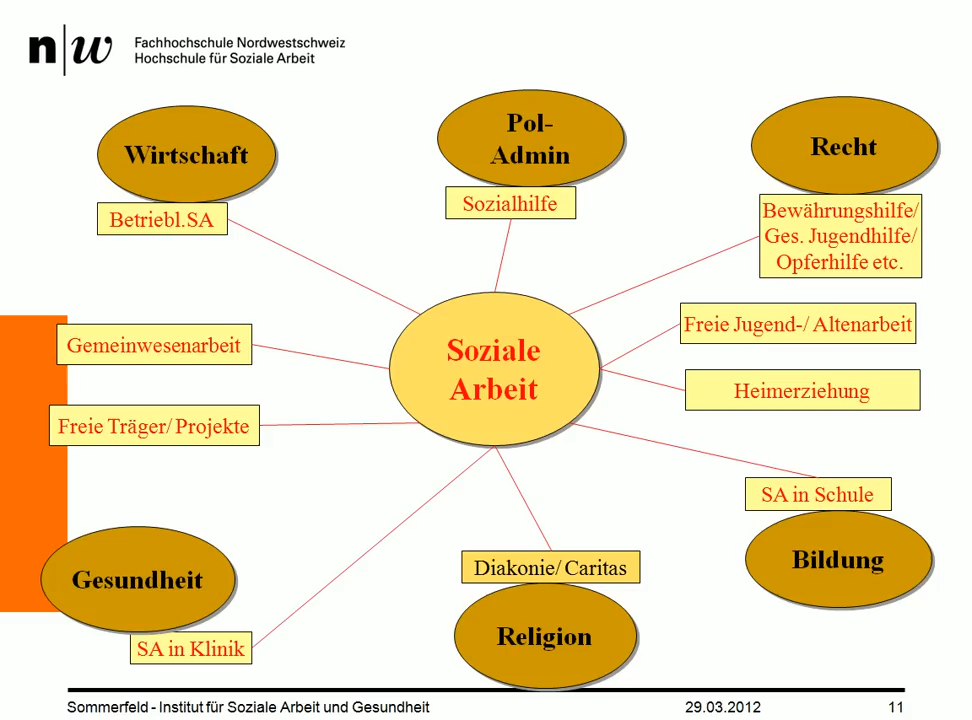 n|w Fachhochschule Nordwestschweiz
Hochschule für Soziale Arbeit
Wirtschaft
Betriebl.SA
Pol-
Admin
Sozialhilfe
Recht
Bewährungshilfe/
Ges. Jugendhilfe/
Opferhilfe etc.
Gemeinwesenarbeit
Soziale
Arbeit
Freie Jugend-/ Altenarbeit
Heimerziehung
Freie Träger/ Projekte
SA in Schule
Bildung
Gesundheit
SA in Klinik
Diakonie/ Caritas
Religion
Sommerfeld - Institut für Soziale Arbeit und Gesundheit 29.03.2012 11